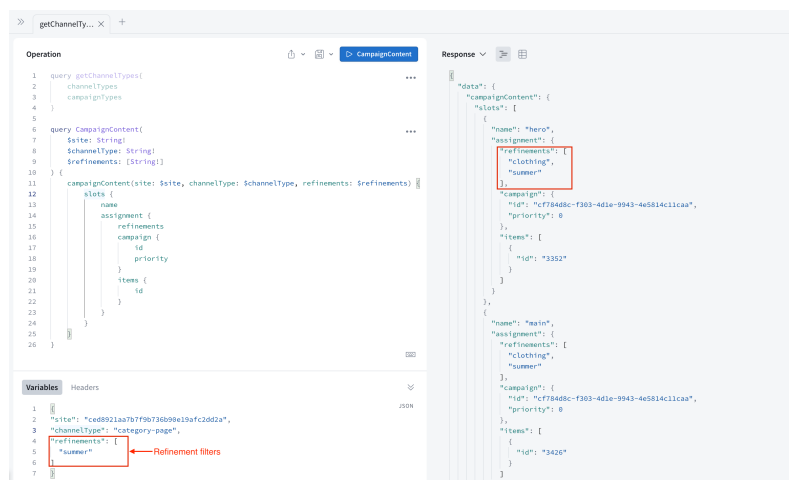 getChannelTy...
Operation
CampaignContent
1 query getChannelTypes{
2 channelTypes
3 campaignTypes
4 }
5
6 query CampaignContent(
7 $site: String!
8 $channelType: String!
9 $refinements: [String!]
10 ) {
11 campaignContent(site: $site, channelType: $channelType, refinements: $refinements) {
12 slots {
13 name
14 assignment {
15 refinements
16 campaign {
17 id
18 priority
19 }
20 items {
21 id
22 }
23 }
24 }
25 }
26 }
Variables Headers
JSON
1 {
2 "site": "ced8921aa7b7f9b736b90e19afc2dd2a",
3 "channelType": "category-page",
4 "refinements": [
5 "summer"
6 ]
7 }
Refinement filters
Response
{
"data": {
"campaignContent": {
"slots": [
{
"name": "hero",
"assignment": {
"refinements": [
"clothing",
"summer"
],
"campaign": {
"id": "cf784d8c-f303-4d1e-9943-4e5814c11caa",
"priority": 0
},
"items": [
{
"id": "3352"
}
]
}
},
{
"name": "main",
"assignment": {
"refinements": [
"clothing",
"summer"
],
"campaign": {
"id": "cf784d8c-f303-4d1e-9943-4e5814c11caa",
"priority": 0
},
"items": [
{
"id": "3426"
}
]